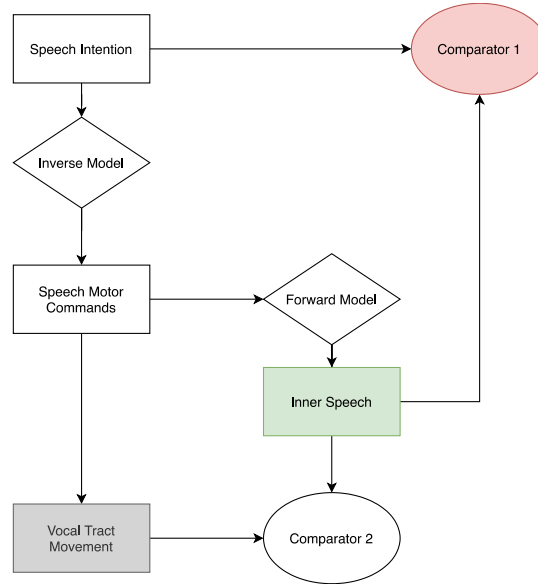 Speech Intention
Comparator 1
Inverse Model
Speech Motor
Commands
Forward Model
Inner Speech
Vocal Tract
Movement
Comparator 2